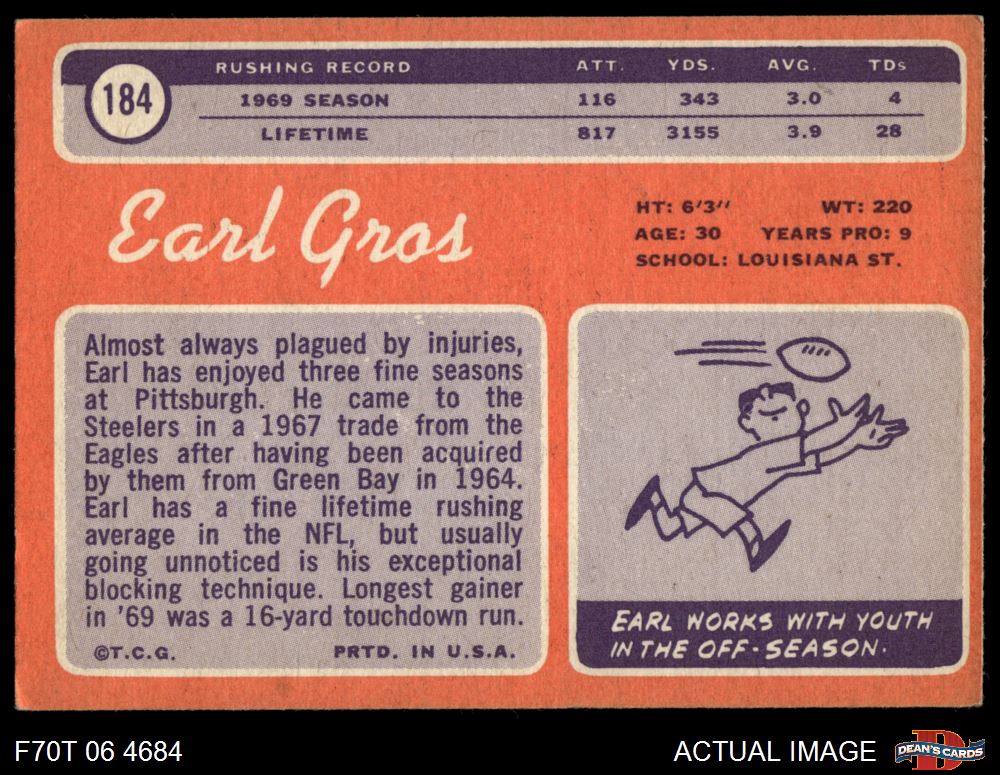 184
RUSHING RECORD ATT. YDS. AVG. TDs
1969 SEASON 116 343 3.0 4
LIFETIME 817 3155 3.9 28
Earl Gros
HT: 6'3" WT: 220
AGE: 30 YEARS PRO: 9
SCHOOL: LOUISIANA ST.
Almost always plagued by injuries,
Earl has enjoyed three fine seasons
at Pittsburgh. He came to the
Steelers in a 1967 trade from the
Eagles after having been acquired
by them from Green Bay in 1964.
Earl has a fine lifetime rushing
average in the NFL, but usually
going unnoticed is his exceptional
blocking technique. Longest gainer
in '69 was a 16-yard touchdown run.
©T.C.G. PRTD. IN U.S.A.
EARL WORKS WITH YOUTH
IN THE OFF-SEASON.
F70T 06 4684
ACTUAL IMAGE
D
DEAN'S CARDS